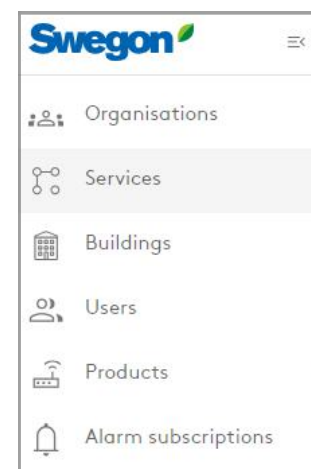 Swegon
Organisations
Services
Buildings
Users
Products
Alarm subscriptions